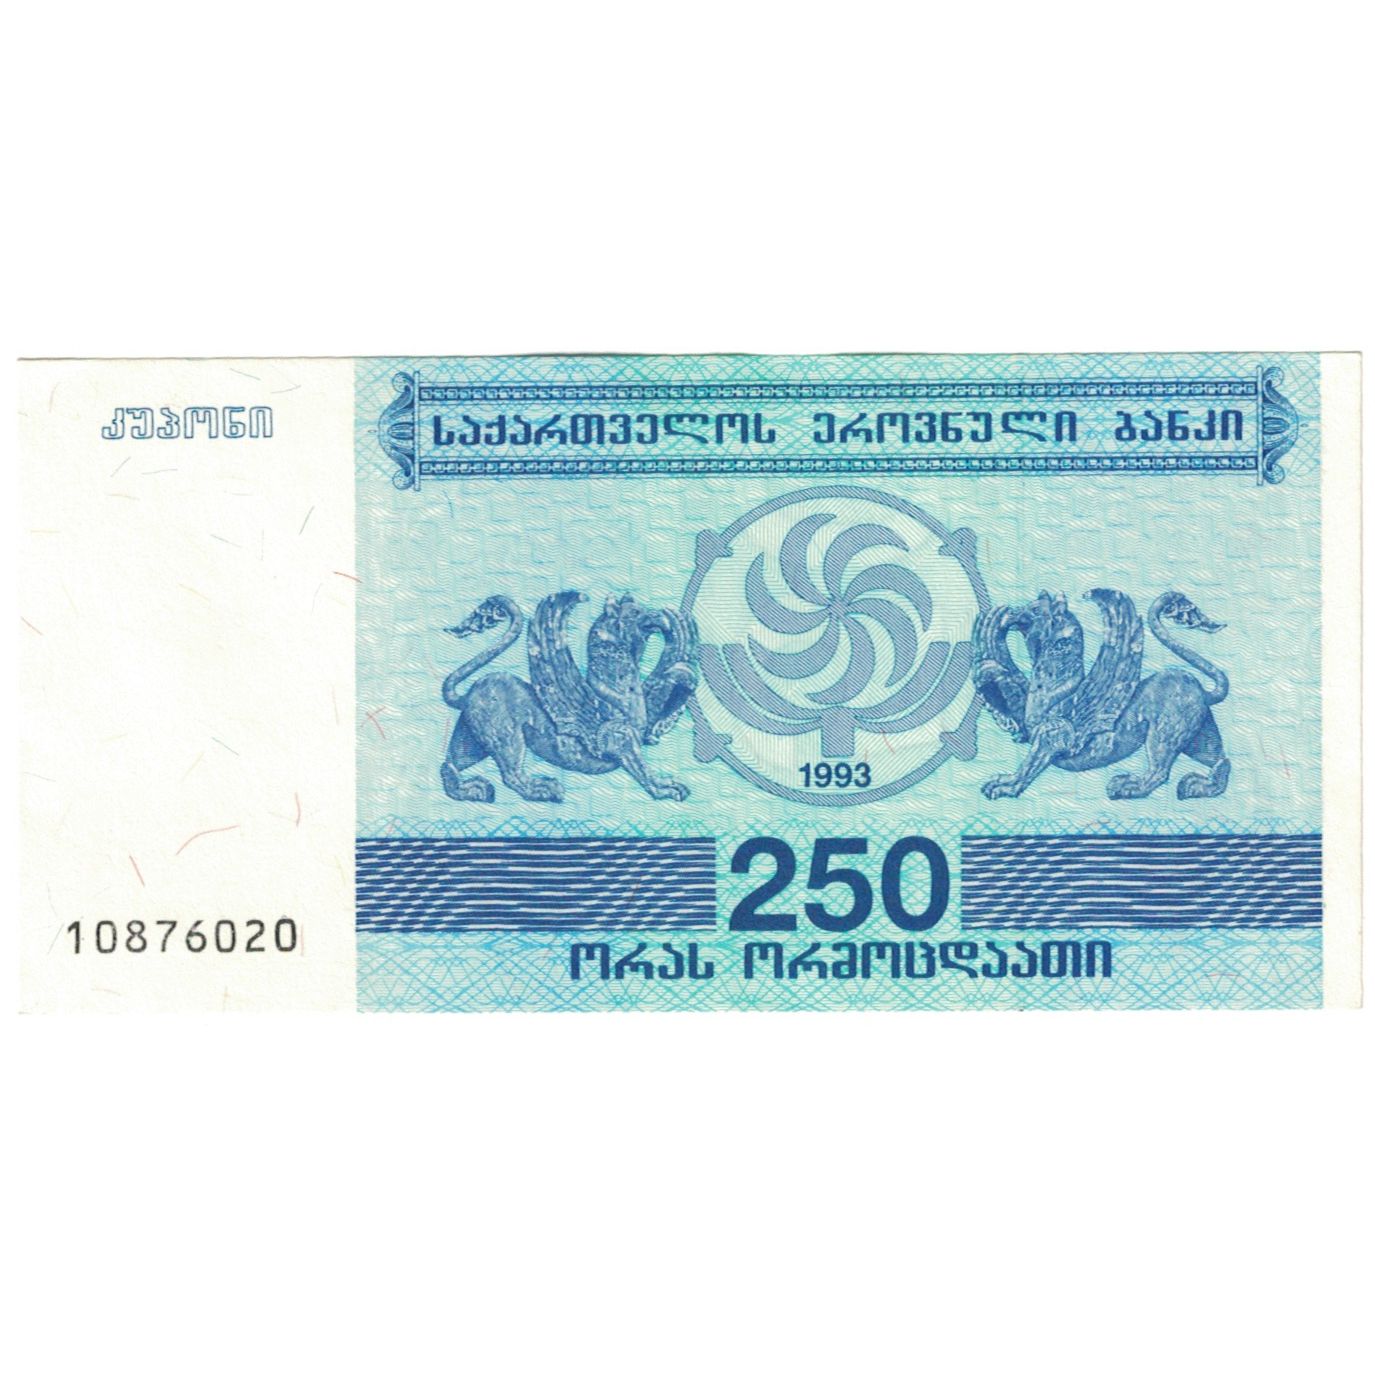 კუპონი
საქართველოს ეროვნული ბანკი
1993
250
10876020
ორას ორმოცდაათი